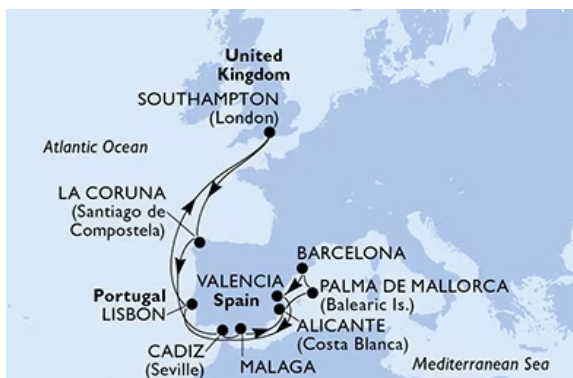 United
Kingdom
SOUTHAMPTON
(London)
Atlantic Ocean
LA CORUNA
(Santiago de
Compostela)
BARCELONA
VALENCIA
PALMA DE MALLORCA
(Balearic Is.)
Portugal
Spain
LISBON
ALICANTE
(Costa Blanca)
CADIZ
(Seville)
MALAGA
Mediterranean Sea